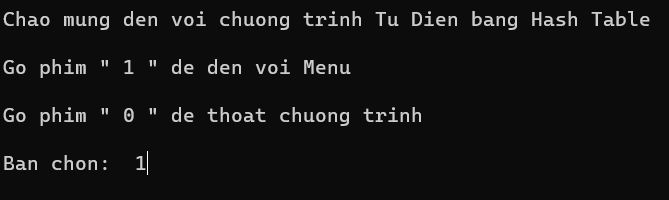 Chao mung den voi chuong trinh Tu Dien bang Hash Table
Go phim " 1 " de den voi Menu
Go phim " 0 " de thoat chuong trinh
Ban chon:  1